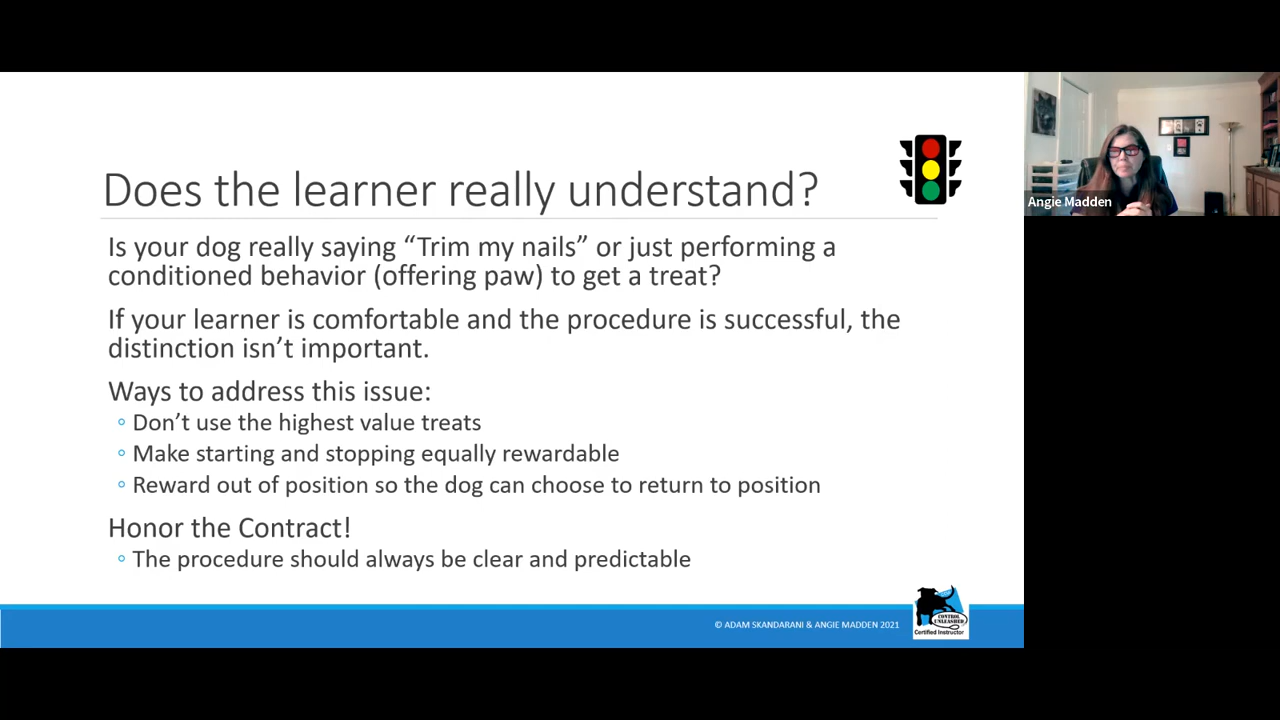 Does the learner really understand?
Is your dog really saying “Trim my nails” or just performing a
conditioned behavior (offering paw) to get a treat?
If your learner is comfortable and the procedure is successful, the
distinction isn’t important.
Ways to address this issue:
◦ Don’t use the highest value treats
◦ Make starting and stopping equally rewardable
◦ Reward out of position so the dog can choose to return to position
Honor the Contract!
◦ The procedure should always be clear and predictable
© ADAM SKANDARANI & ANGIE MADDEN 2021
CONTROL
UNLEASHED
Certified Instructor
Angie Madden